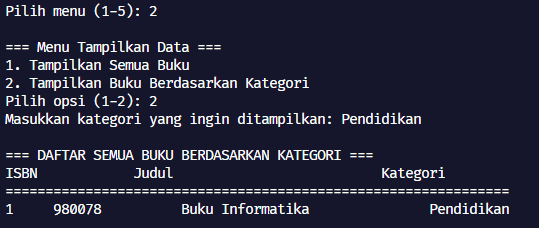 Pilih menu (1-5): 2
=== Menu Tampilkan Data ===
1. Tampilkan Semua Buku
2. Tampilkan Buku Berdasarkan Kategori
Pilih opsi (1-2): 2
Masukkan kategori yang ingin ditampilkan: Pendidikan
=== DAFTAR SEMUA BUKU BERDASARKAN KATEGORI ===
ISBN Judul Kategori
===============================================================
1 980078 Buku Informatika Pendidikan